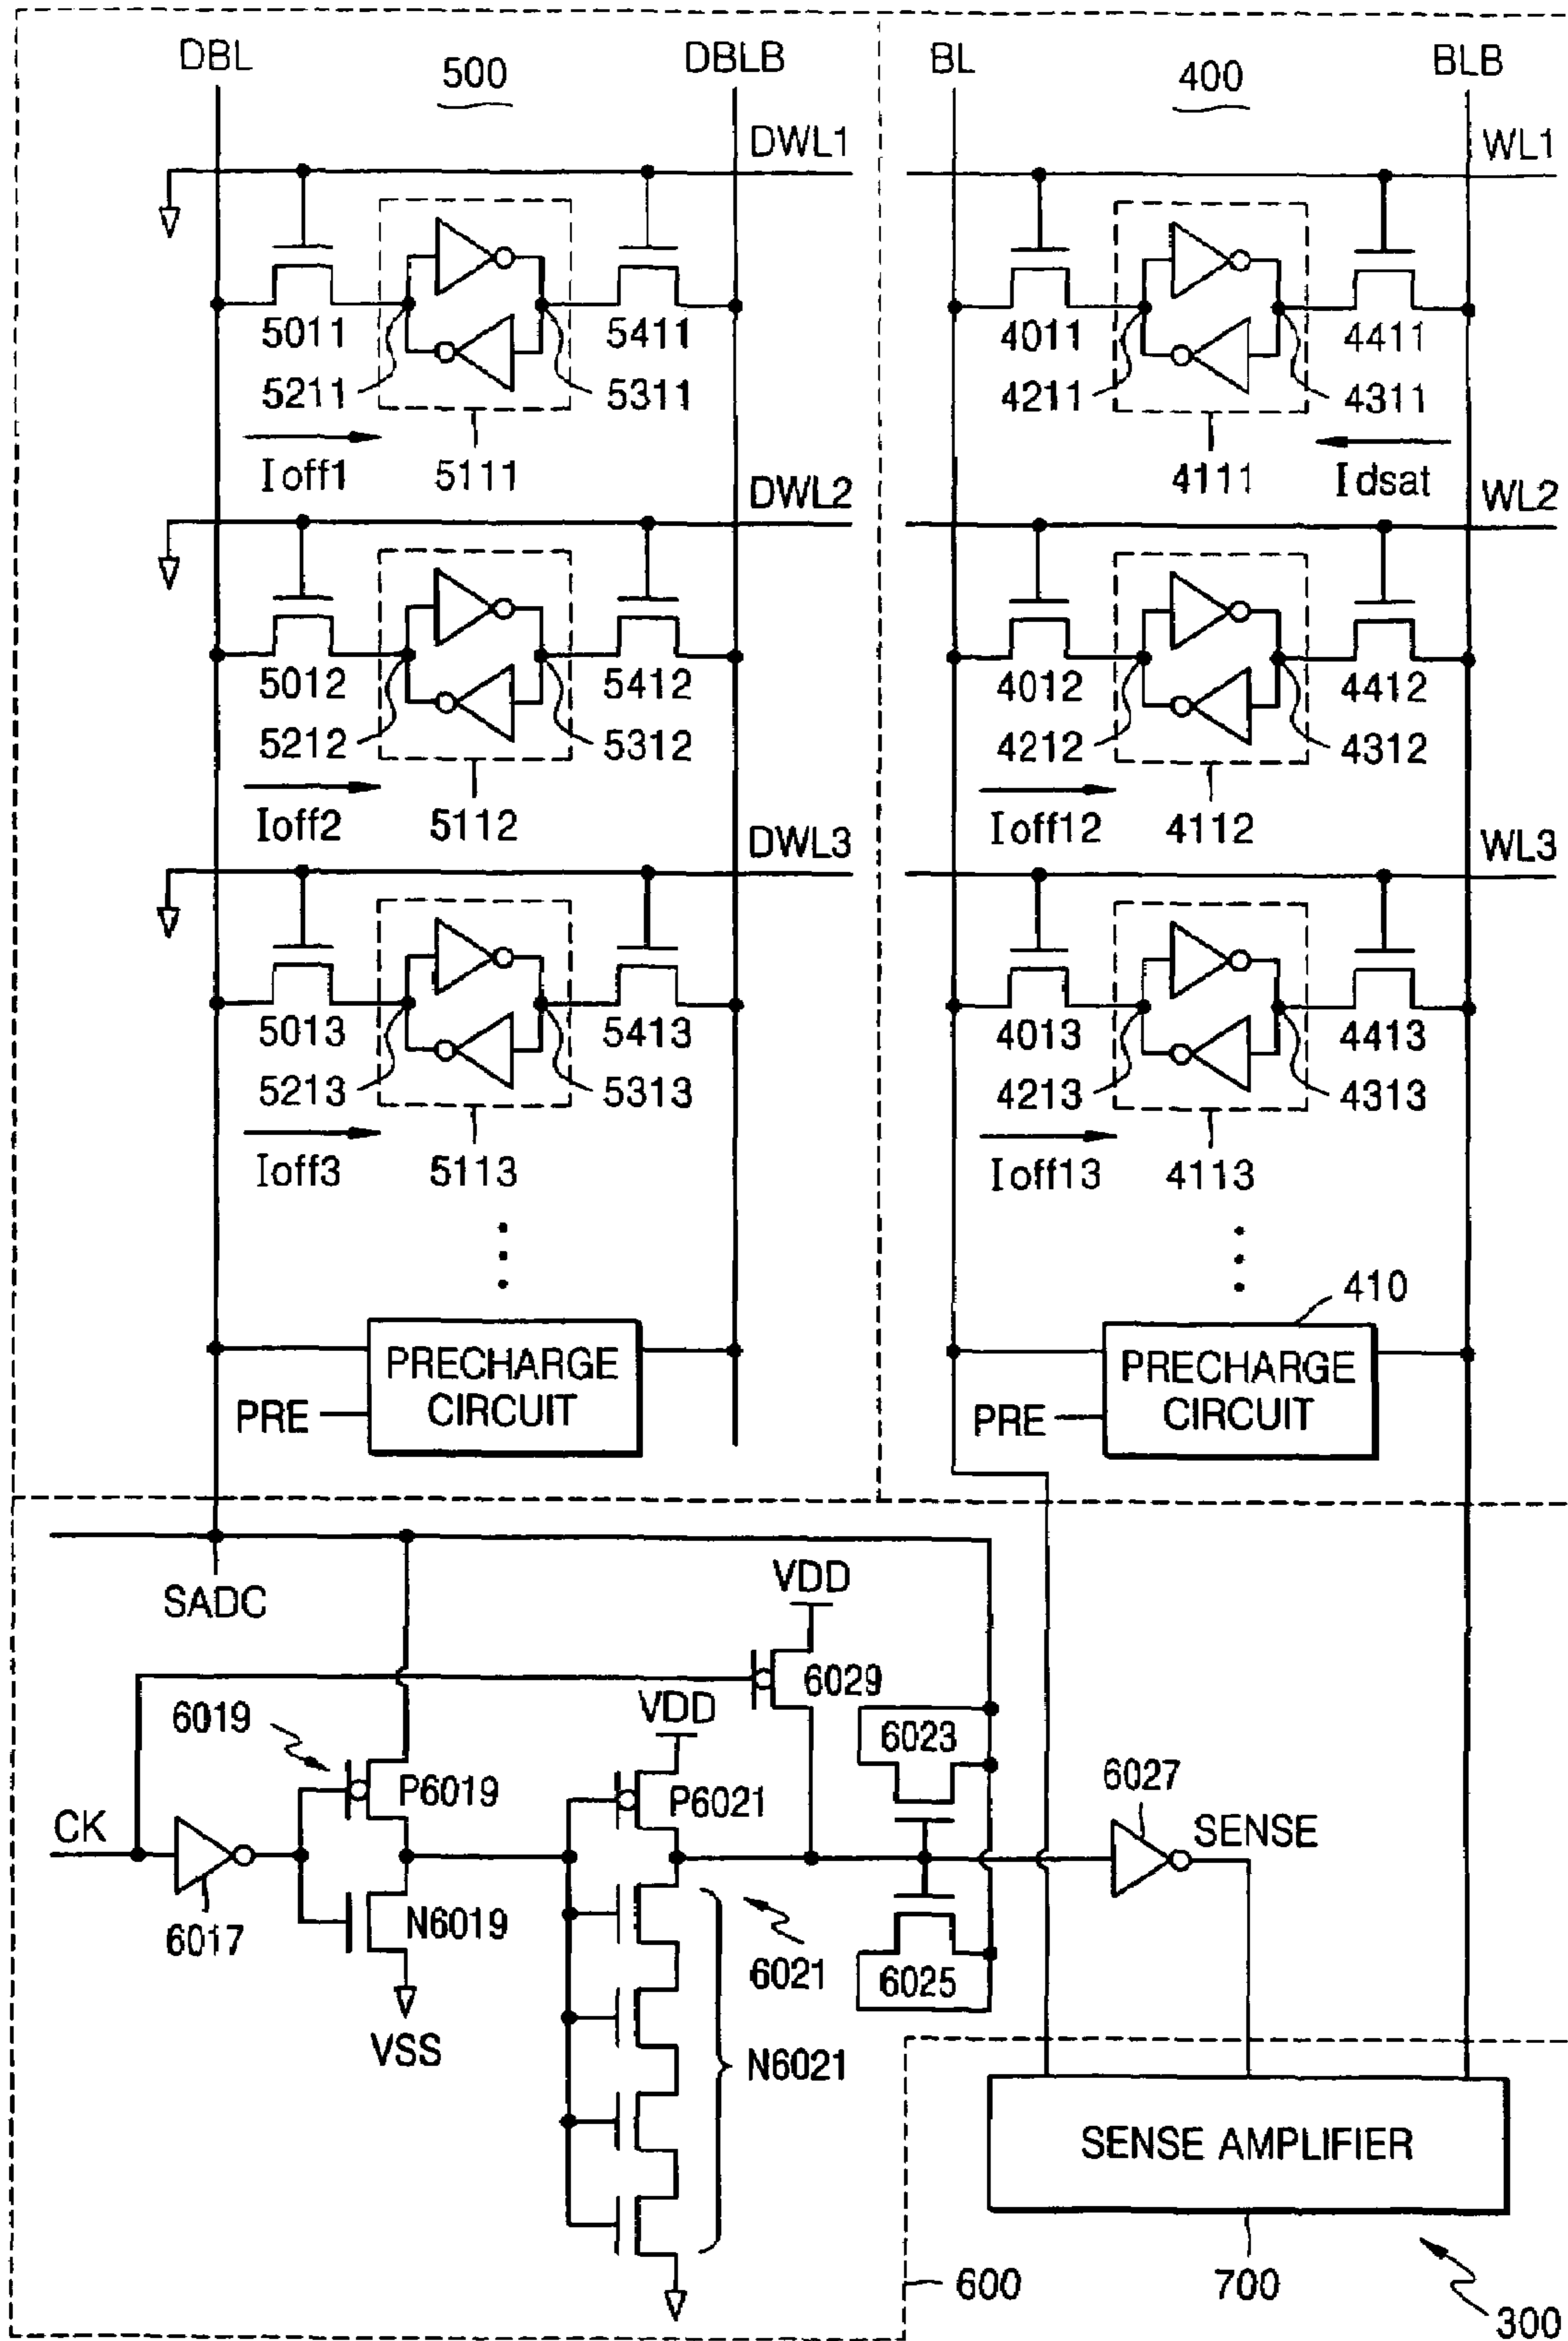 DBL 500 DBLB BL 400 BLB
DWL1 WL1
5011 5411 4011 4411
5211 5311 4211 4311
Ioff1 5111 4111 Idsat
DWL2 WL2
5012 5412 4012 4412
5212 5312 4212 4312
Ioff2 5112 Ioff12 4112
DWL3 WL3
5013 5413 4013 4413
5213 5313 4213 4313
Ioff3 5113 Ioff13 4113
410
PRECHARGE CIRCUIT
PRE
PRECHARGE CIRCUIT
PRE
SADC
VDD
6029
VDD
6019
6023
P6019
P6021
6027
CK
SENSE
6017
N6019
6021
6025
VSS
N6021
SENSE AMPLIFIER
600
700
300